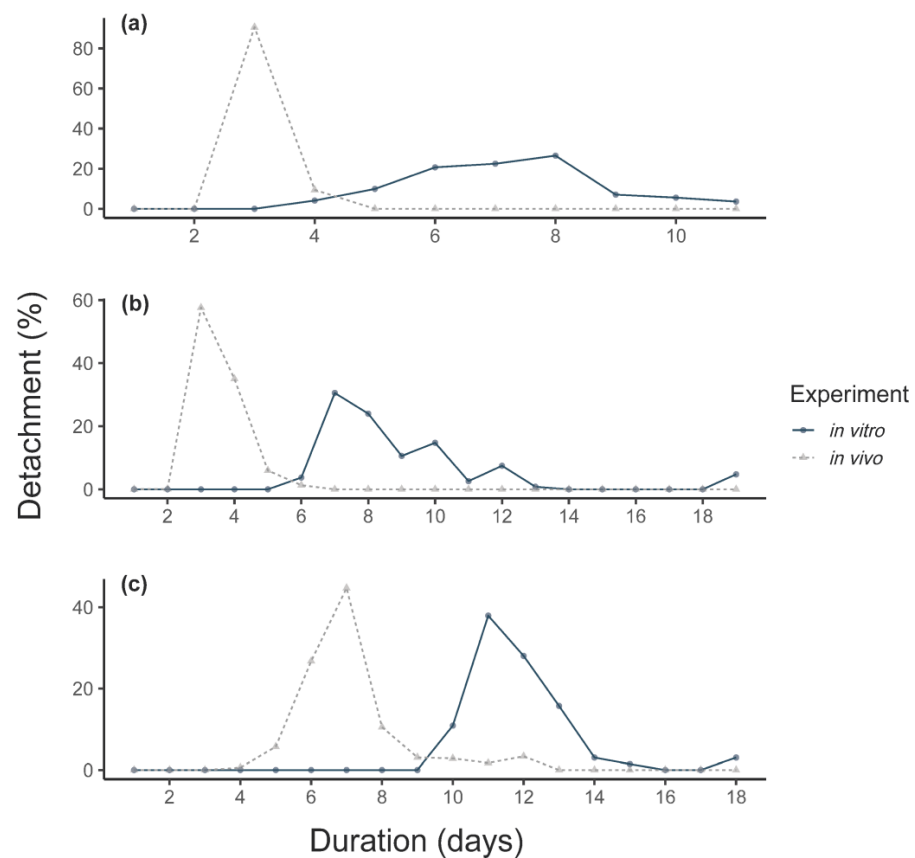 (a)
80
60
40
20
0
2 4 6 8 10
(b)
60
40
20
0
2 4 6 8 10 12 14 16 18
(c)
40
20
0
2 4 6 8 10 12 14 16 18
Detachment (%)
Duration (days)
Experiment
in vitro
in vivo